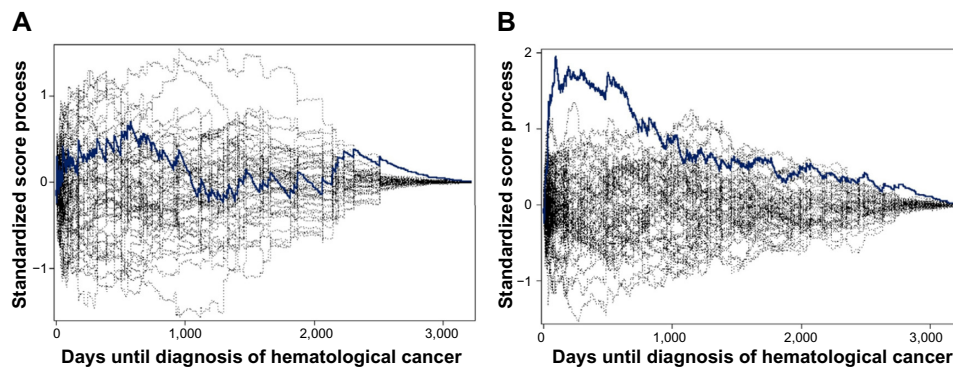 A
Standardized score process
1
0
−1
0
1,000
2,000
3,000
Days until diagnosis of hematological cancer
B
Standardized score process
2
1
0
−1
0
1,000
2,000
3,000
Days until diagnosis of hematological cancer